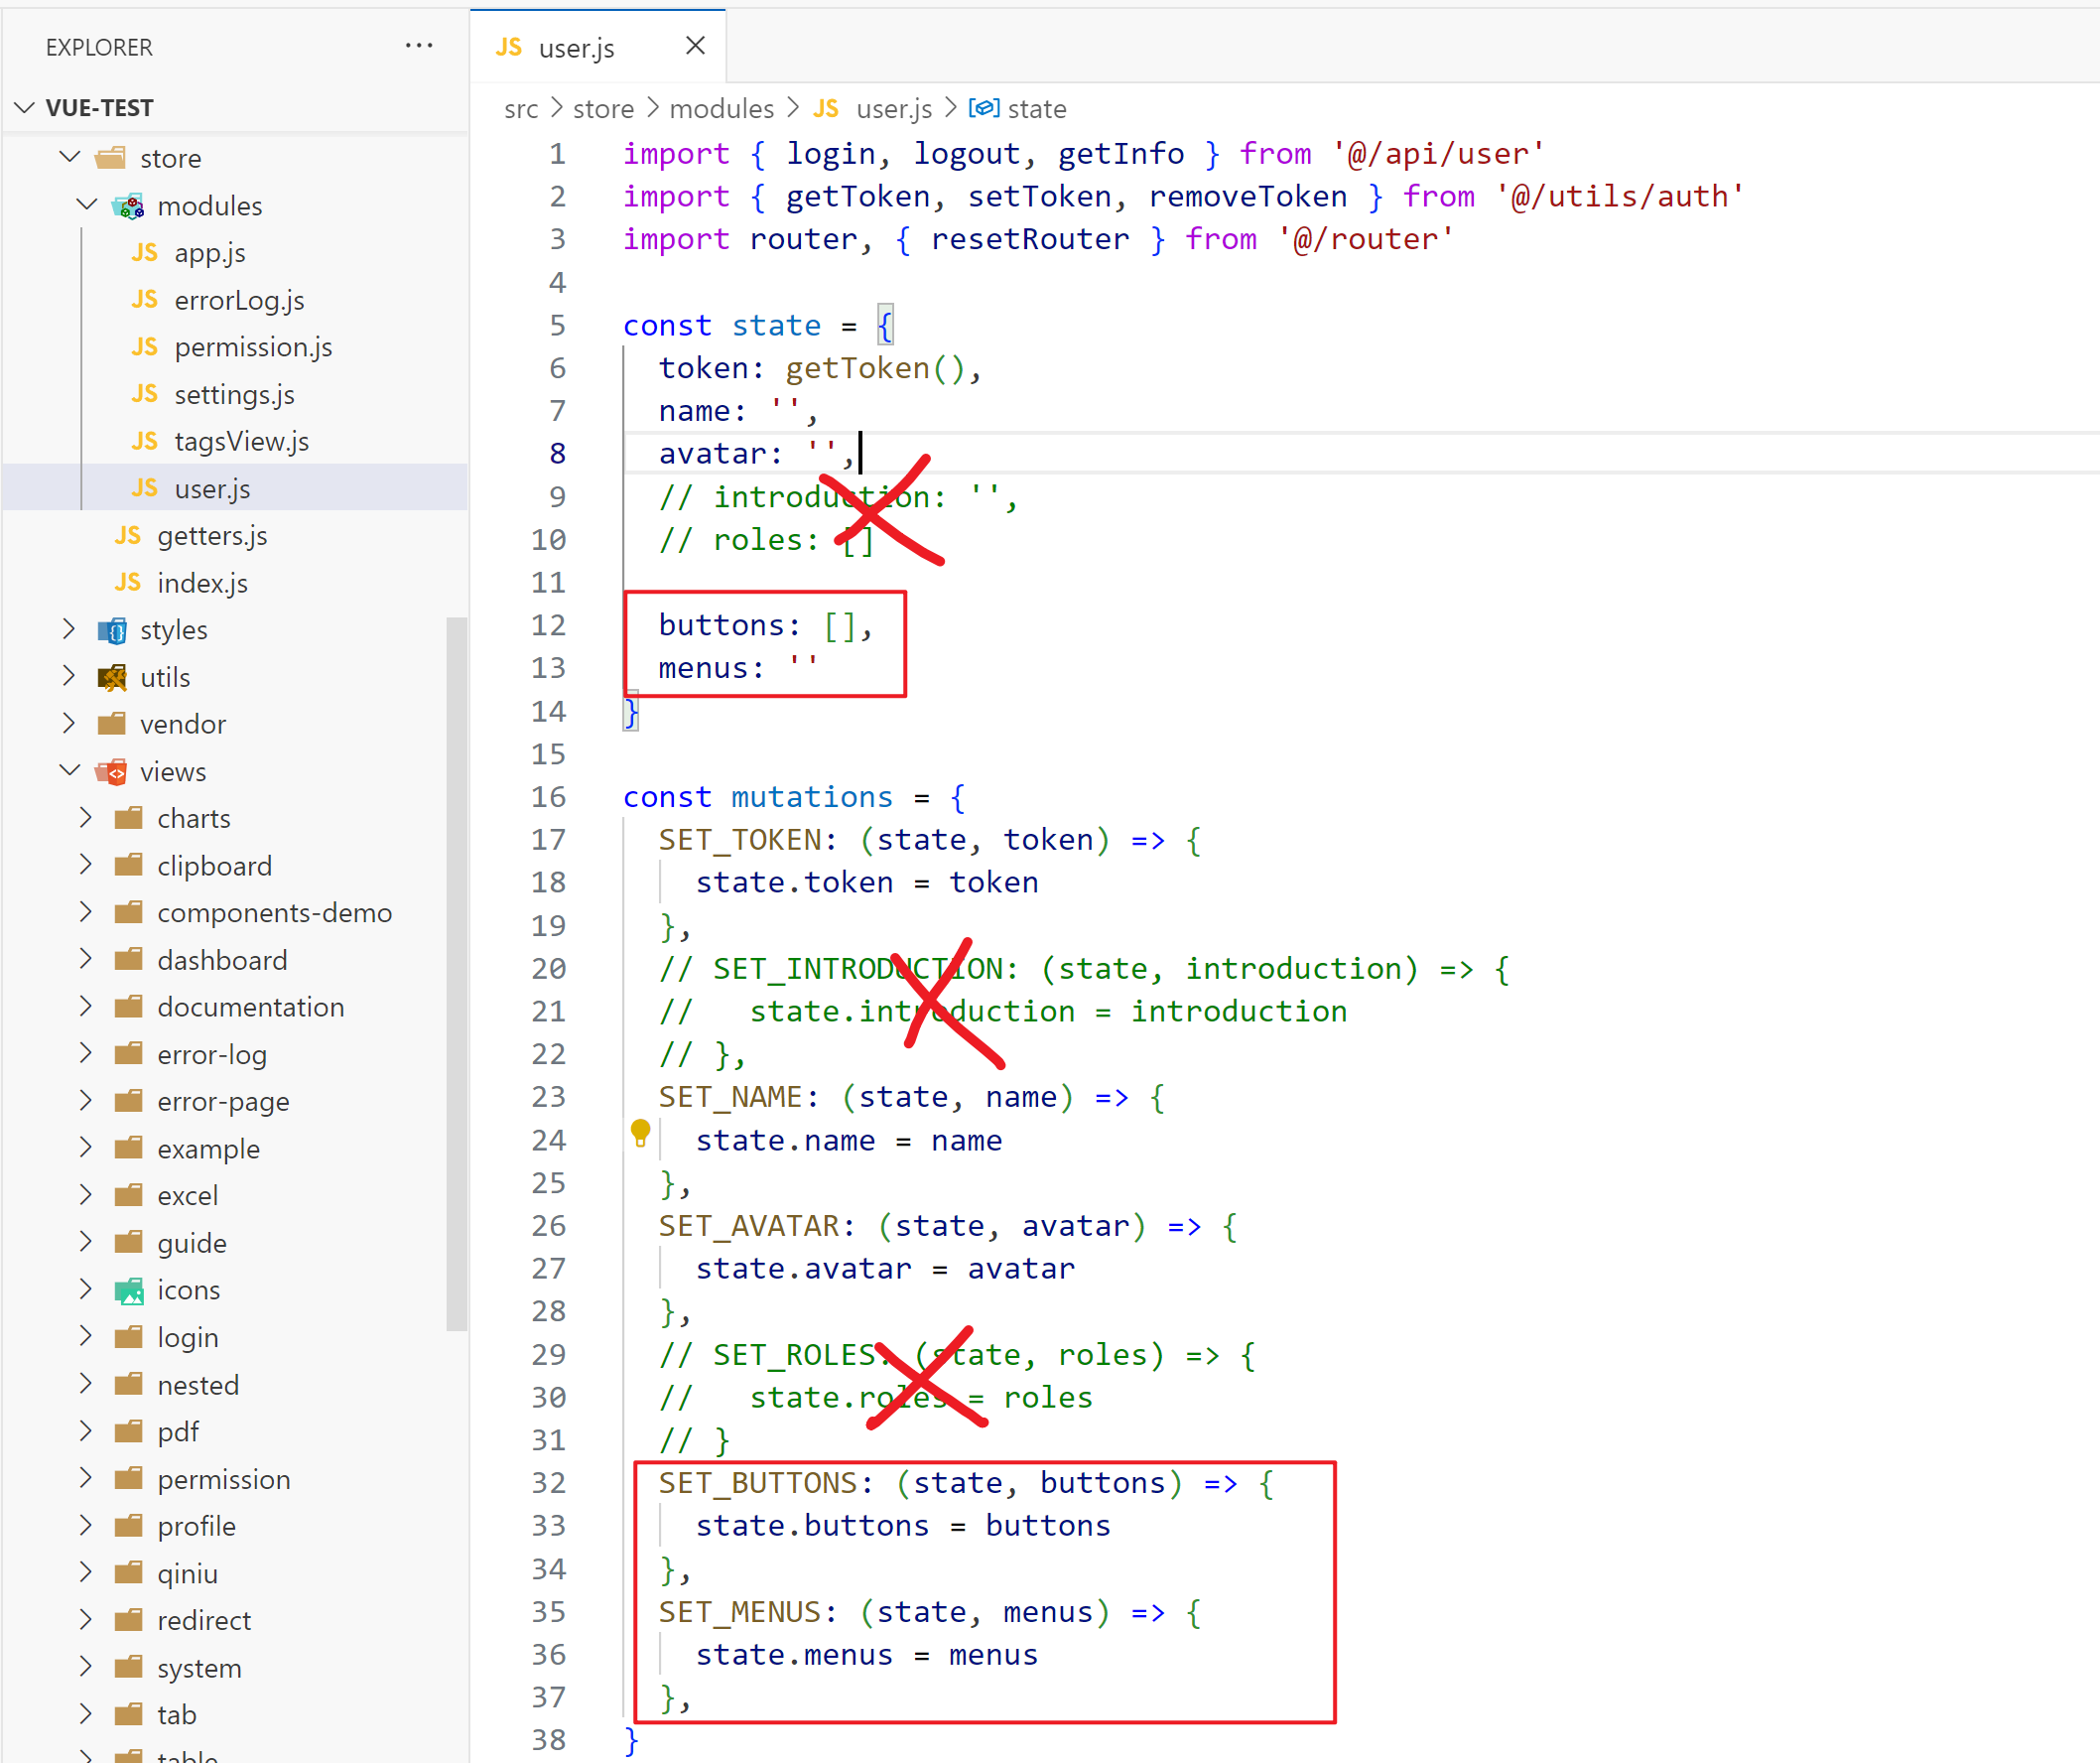 EXPLORER
VUE-TEST
store
modules
app.js
errorLog.js
permission.js
settings.js
tagsView.js
user.js
getters.js
index.js
styles
utils
vendor
views
charts
clipboard
components-demo
dashboard
documentation
error-log
error-page
example
excel
guide
icons
login
nested
pdf
permission
profile
qiniu
redirect
system
tab
table
JS user.js
src > store > modules > JS user.js > state
1 import { login, logout, getInfo } from '@/api/user'
2 import { getToken, setToken, removeToken } from '@/utils/auth'
3 import router, { resetRouter } from '@/router'
4
5 const state = {
6   token: getToken(),
7   name: '',
8   avatar: '',
9   // introduction: '',
10   // roles: []
11
12   buttons: [],
13   menus: ''
14 }
15
16 const mutations = {
17   SET_TOKEN: (state, token) => {
18     state.token = token
19   },
20   // SET_INTRODUCTION: (state, introduction) => {
21   //   state.introduction = introduction
22   // },
23   SET_NAME: (state, name) => {
24     state.name = name
25   },
26   SET_AVATAR: (state, avatar) => {
27     state.avatar = avatar
28   },
29   // SET_ROLES: (state, roles) => {
30   //   state.roles = roles
31   // }
32   SET_BUTTONS: (state, buttons) => {
33     state.buttons = buttons
34   },
35   SET_MENUS: (state, menus) => {
36     state.menus = menus
37   },
38 }